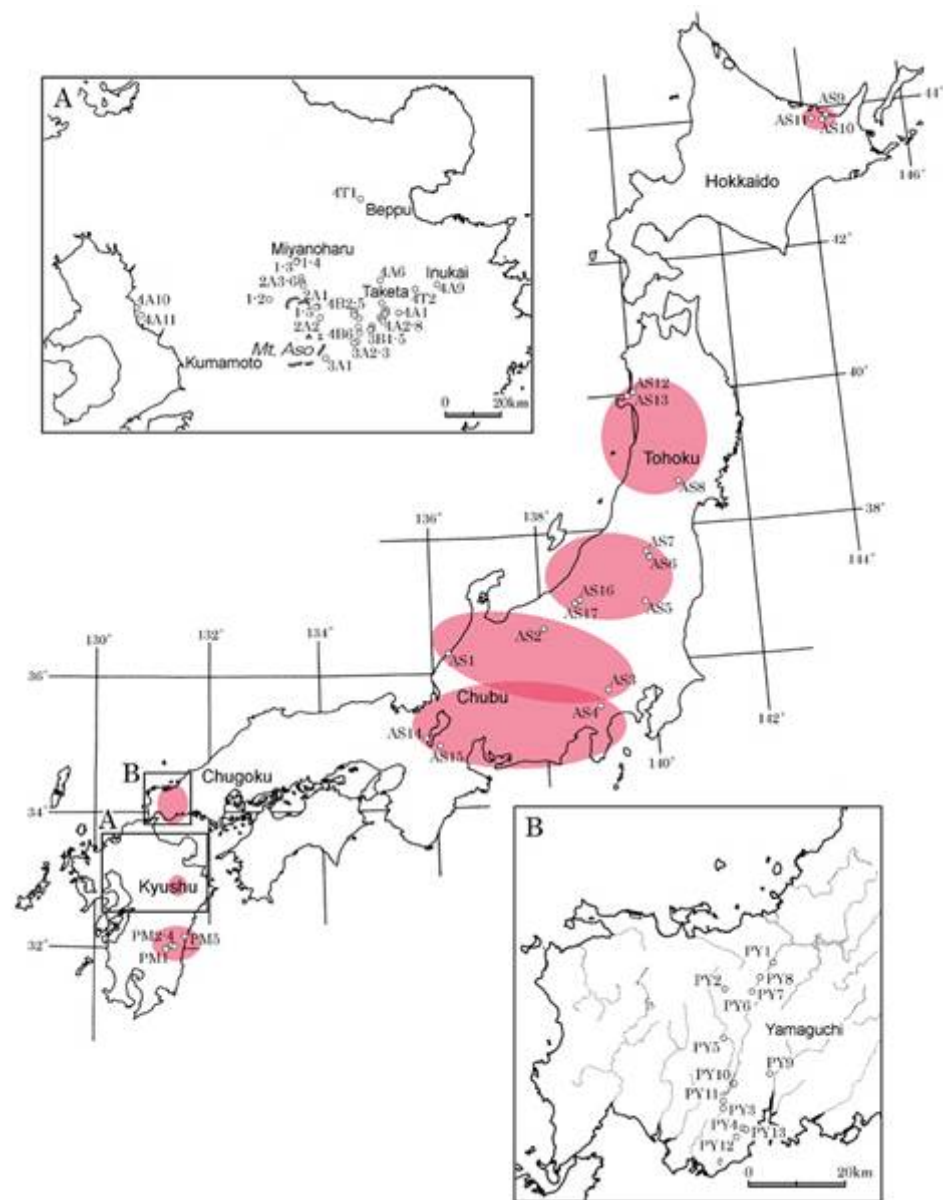 A
4T1
Beppu
Miyanoharu
1-3 1-4
2A3-6
4A6
Inukai
4A9
1-2
2A1
Taketa
4T2
4A10
4A11
1-5
4B2-5
4A1
2A2
4B6
4A2-8
3B1-5
Mt. Aso
3A2-3
3A1
Kumamoto
0 20km
AS9
44°
AS11
AS10
146°
Hokkaido
42°
40°
AS12
AS13
Tohoku
AS8
38°
144°
136°
138°
AS7
AS6
AS16
AS17
AS5
AS2
130°
132°
134°
36°
AS1
AS3
142°
Chubu
AS4
AS14
140°
AS15
B
Chugoku
34°
A
Kyushu
PM2-4
PM5
32°
PM1
B
PY1
PY2
PY8
PY6
PY7
Yamaguchi
PY5
PY9
PY10
PY11
PY3
PY4
PY13
PY12
0 20km